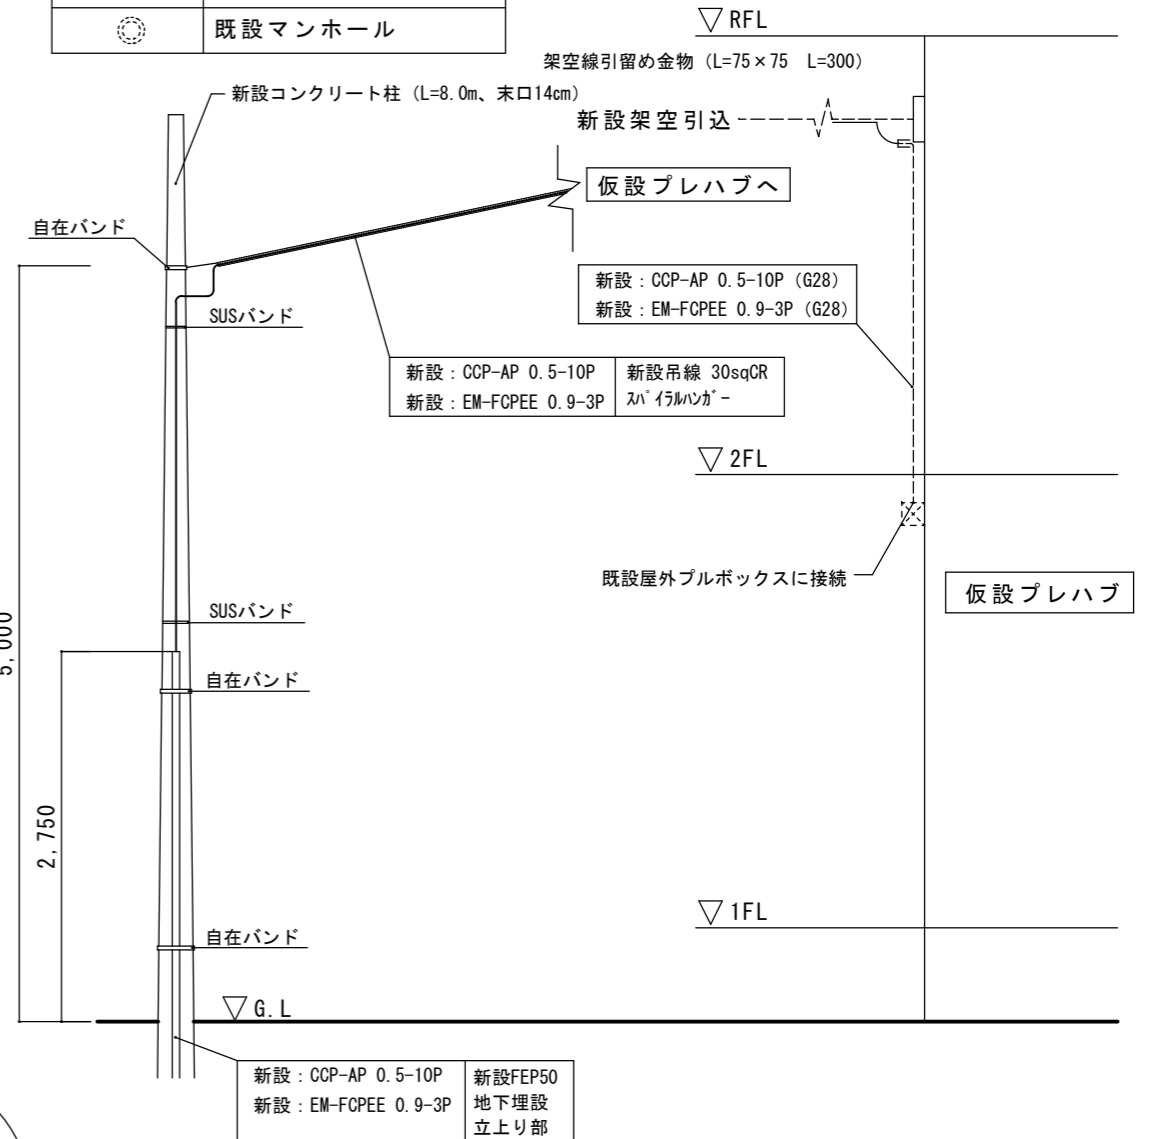 既設マンホール
RFL
架空線引留め金物（L=75×75 L=300）
新設コンクリート柱（L=8.0m、末口14cm）
新設架空引込
仮設プレハブへ
自在バンド
新設：CCP-AP 0.5-10P（G28）
新設：EM-FCPEE 0.9-3P（G28）
SUSバンド
新設：CCP-AP 0.5-10P
新設：EM-FCPEE 0.9-3P
新設吊線 30sqCR
ｽﾊﾟｲﾗﾙﾊﾝｶﾞｰ
2FL
既設屋外プルボックスに接続
仮設プレハブ
SUSバンド
5,000
自在バンド
2,750
1FL
自在バンド
G.L
新設：CCP-AP 0.5-10P
新設：EM-FCPEE 0.9-3P
新設FEP50
地下埋設
立上り部